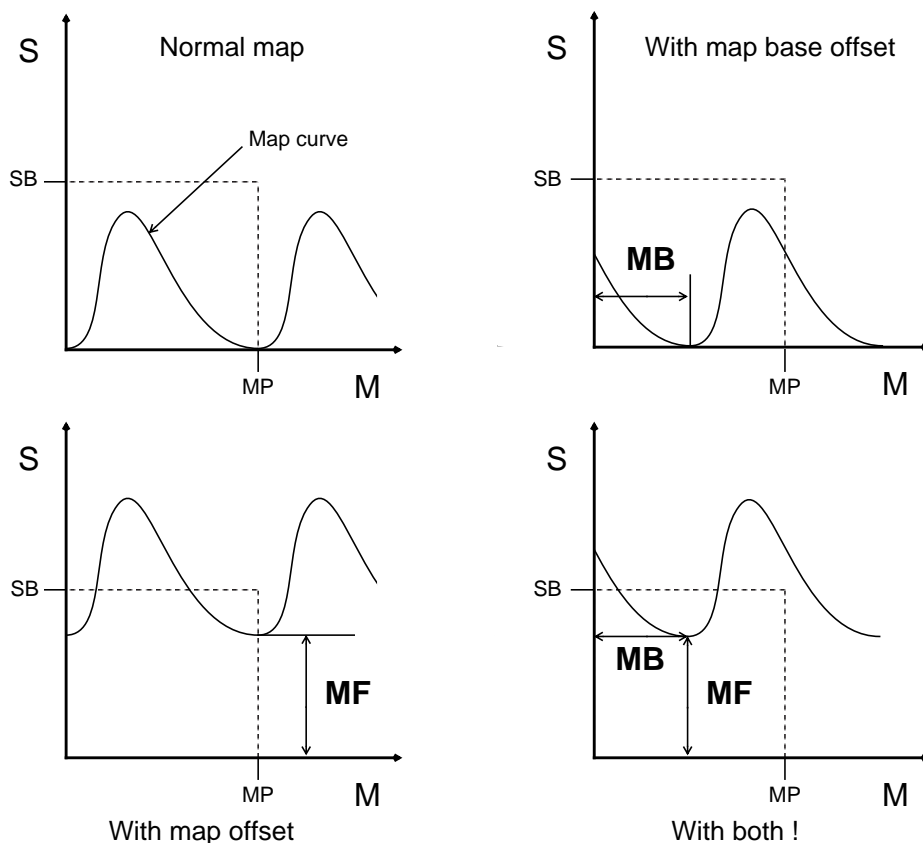 S
Normal map
Map curve
SB
MP
M
S
With map base offset
SB
MB
MP
M
S
SB
MF
MP
M
With map offset
S
SB
MB
MF
MP
M
With both !